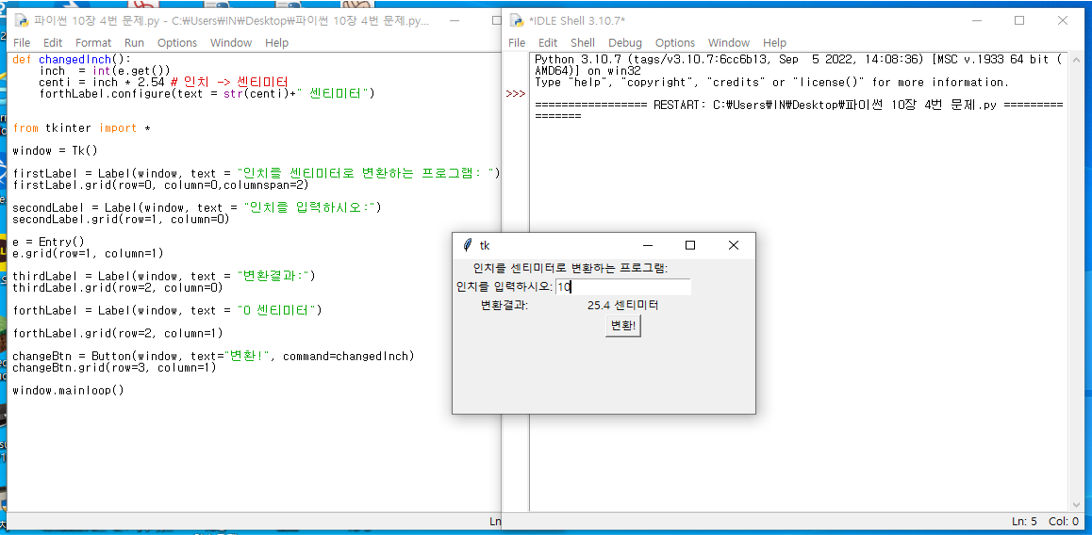 파이썬 10장 4번 문제.py - C:\Users\IN\Desktop\파이썬 10장 4번 문제.py...
File Edit Format Run Options Window Help
def changedInch():
    inch  = int(e.get())
    centi = inch * 2.54 # 인치 -> 센티미터
    forthLabel.configure(text = str(centi)+" 센티미터")
from tkinter import *
window = Tk()
firstLabel = Label(window, text = "인치를 센티미터로 변환하는 프로그램: ")
firstLabel.grid(row=0, column=0,columnspan=2)
secondLabel = Label(window, text = "인치를 입력하시오:")
secondLabel.grid(row=1, column=0)
e = Entry()
e.grid(row=1, column=1)
thirdLabel = Label(window, text = "변환결과:")
thirdLabel.grid(row=2, column=0)
forthLabel = Label(window, text = "0 센티미터")
forthLabel.grid(row=2, column=1)
changeBtn = Button(window, text="변환!", command=changedInch)
changeBtn.grid(row=3, column=1)
window.mainloop()
Ln
*IDLE Shell 3.10.7*
File Edit Shell Debug Options Window Help
Python 3.10.7 (tags/v3.10.7:6cc6b13, Sep  5 2022, 14:08:36) [MSC v.1933 64 bit (
AMD64)] on win32
Type "help", "copyright", "credits" or "license()" for more information.
>>>
================= RESTART: C:\Users\IN\Desktop\파이썬 10장 4번 문제.py =========
=======
Ln: 5 Col: 0
tk
인치를 센티미터로 변환하는 프로그램:
인치를 입력하시오: 10
변환결과: 25.4 센티미터
변환!